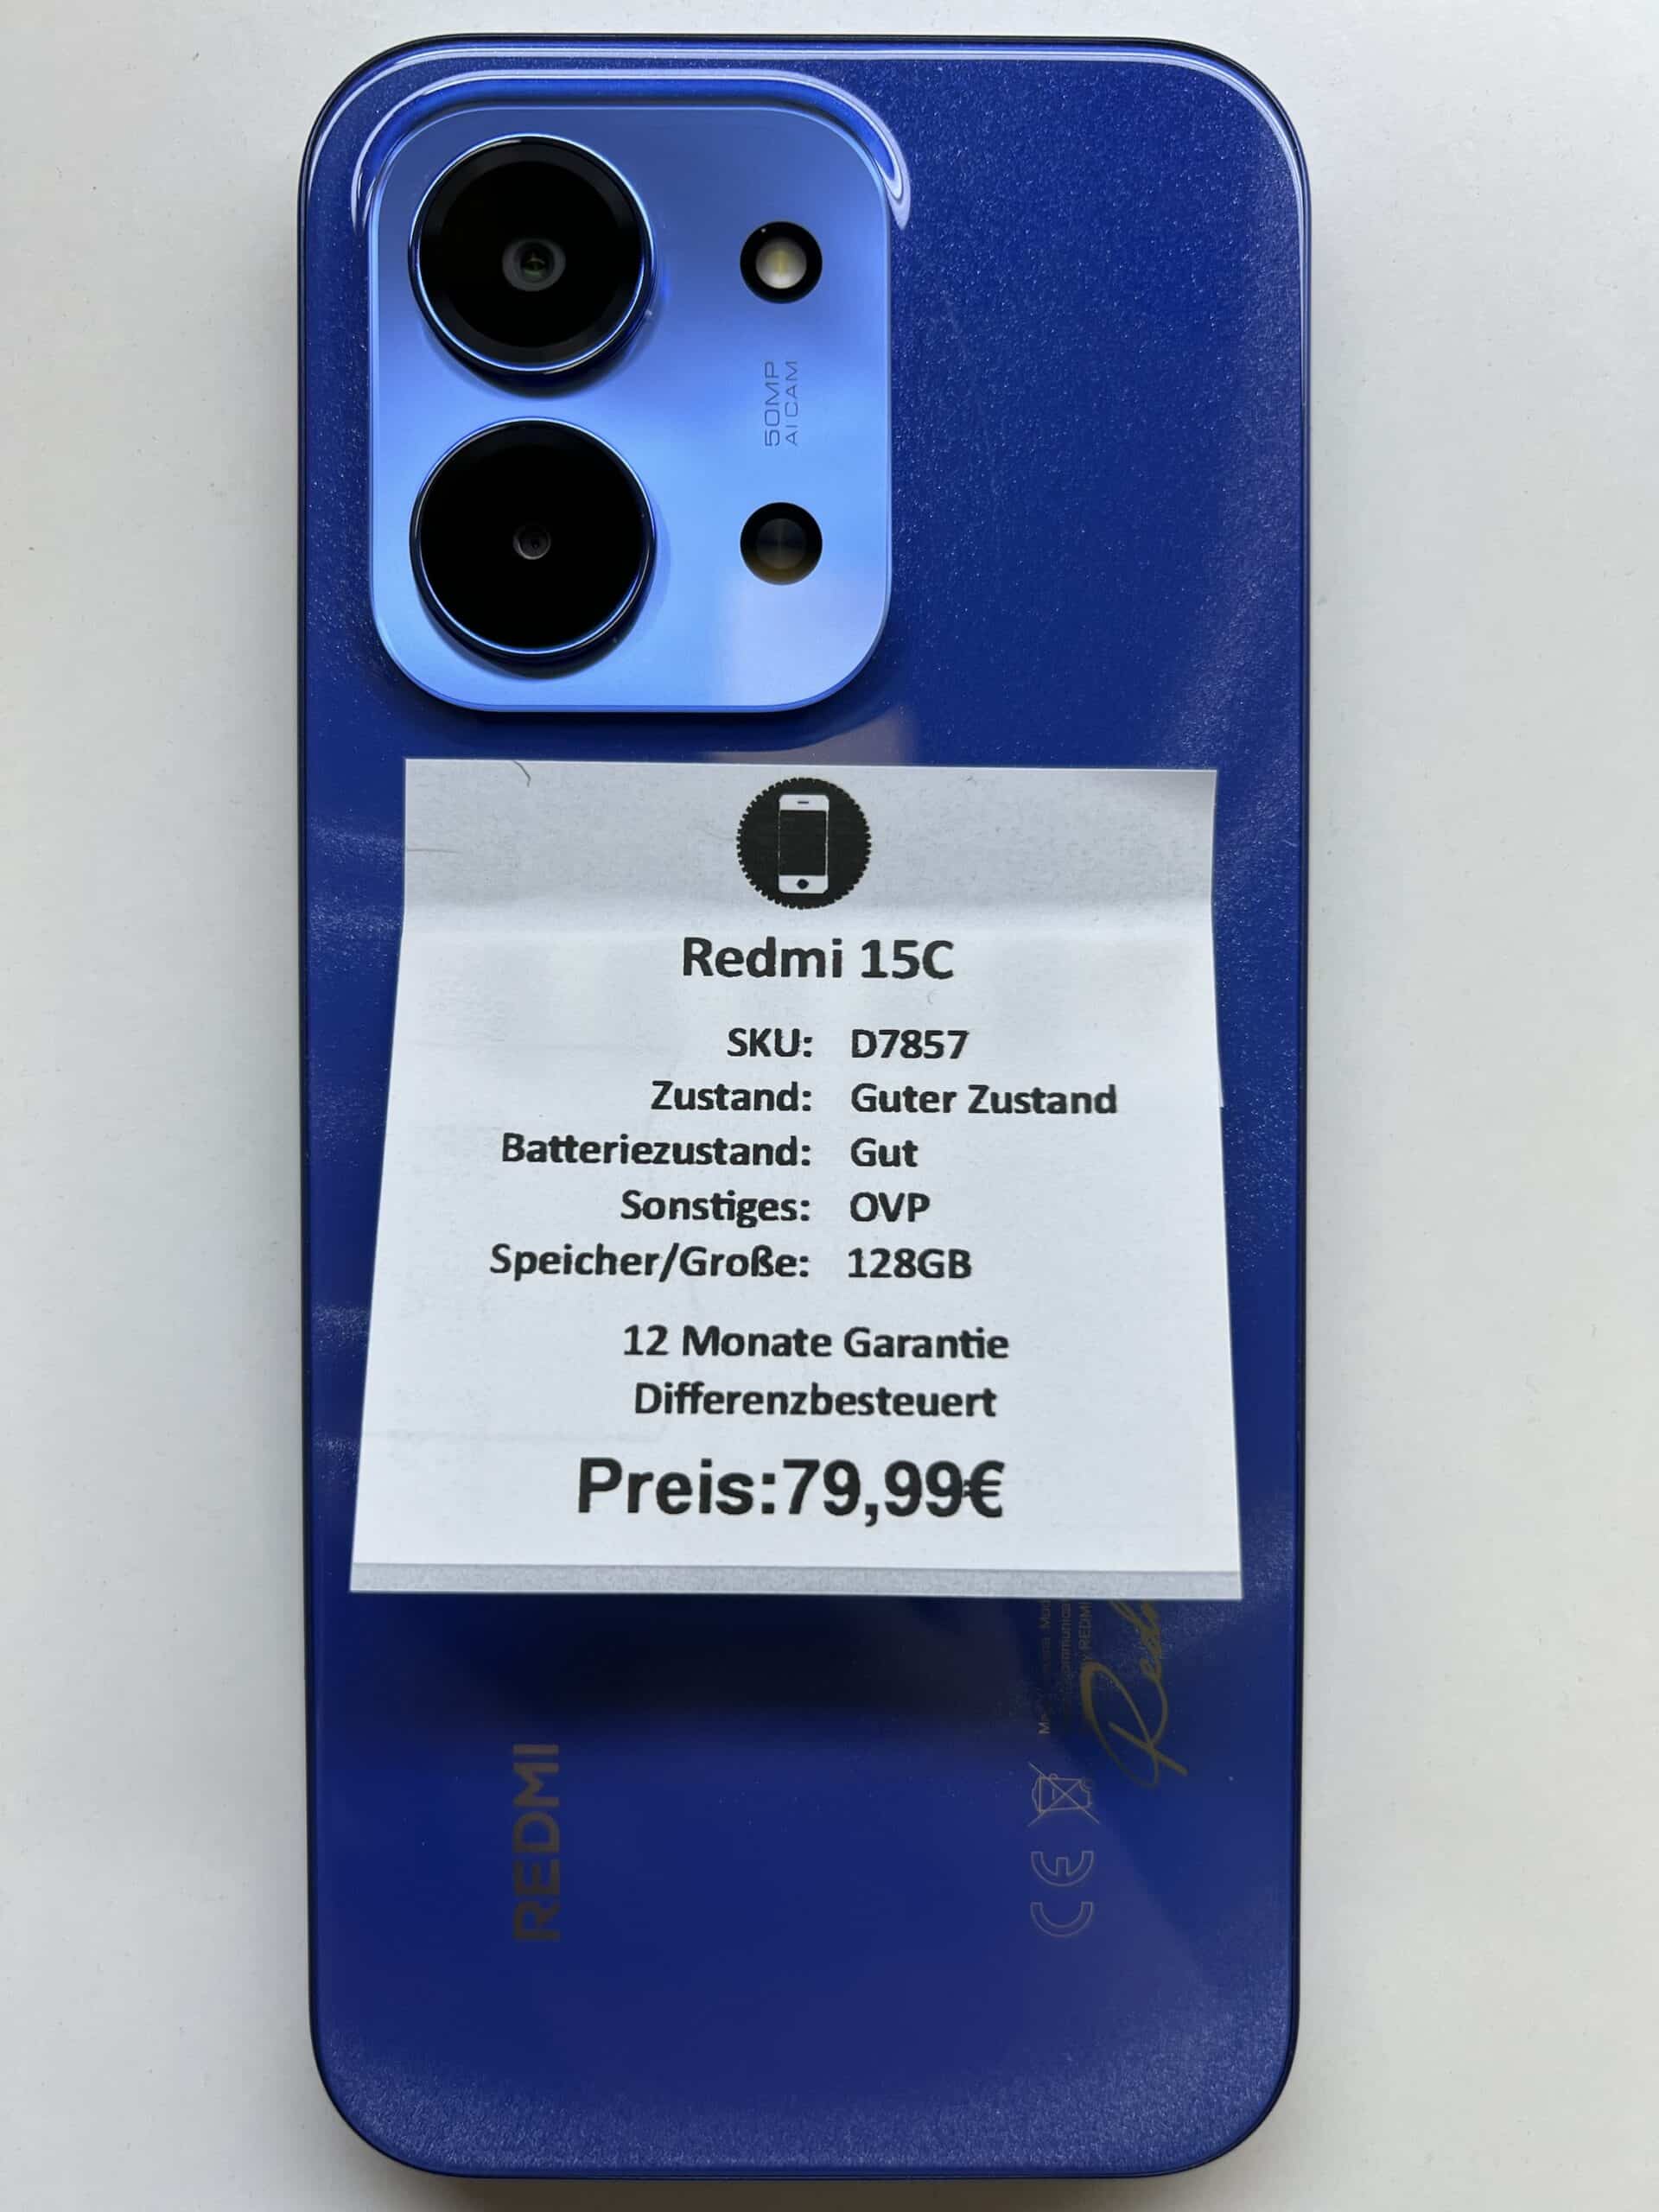 50MP
AI CAM
Redmi 15C
SKU: D7857
Zustand: Guter Zustand
Batteriezustand: Gut
Sonstiges: OVP
Speicher/Große: 128GB
12 Monate Garantie
Differenzbesteuert
Preis:79,99€
REDMI
CE